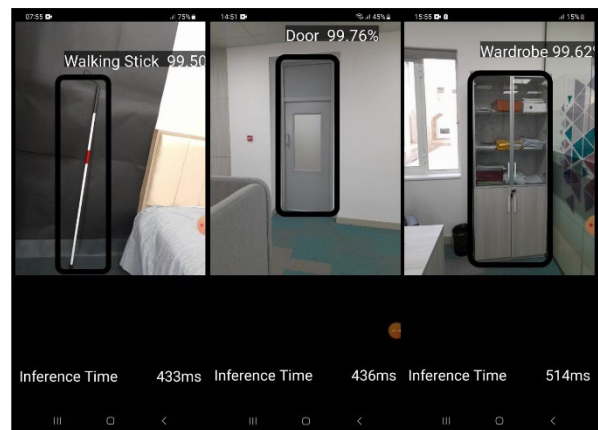 07:55
75%
Walking Stick 99.50
Inference Time 433ms
14:51
45%
Door 99.76%
Inference Time 436ms
15:55
15%
Wardrobe 99.62%
Inference Time 514ms